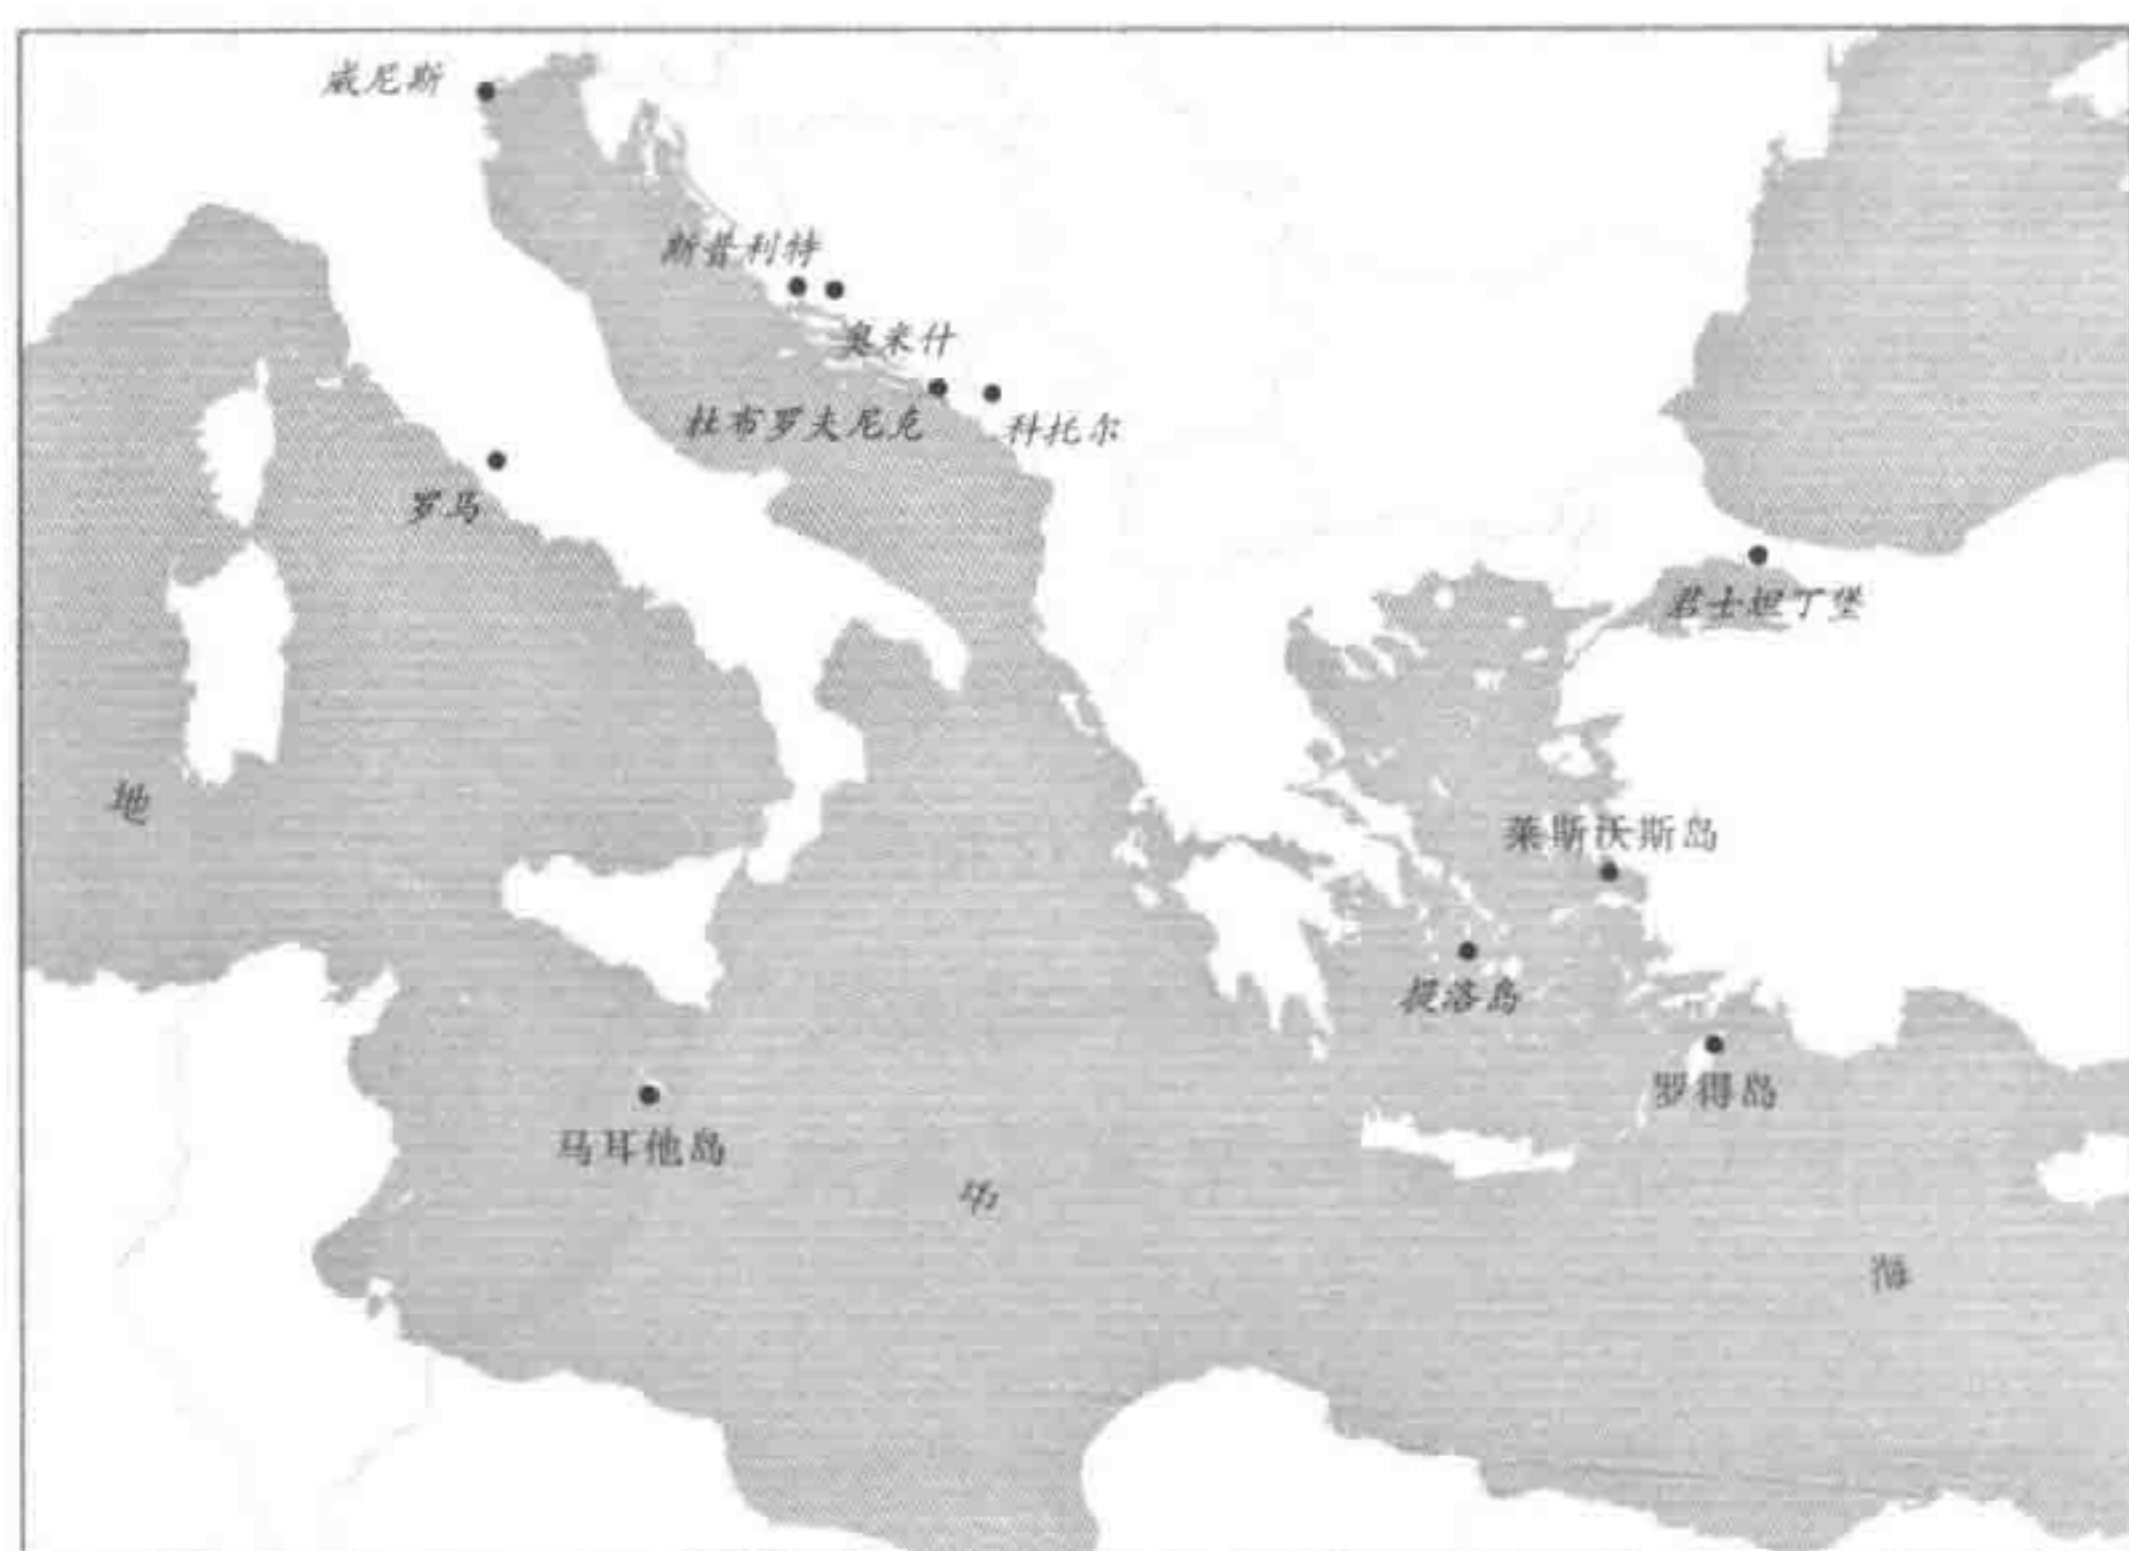 威尼斯
斯普利特
奥米什
杜布罗夫尼克
科托尔
罗马
君士坦丁堡
地
莱斯沃斯岛
提洛岛
罗得岛
马耳他岛
中
海